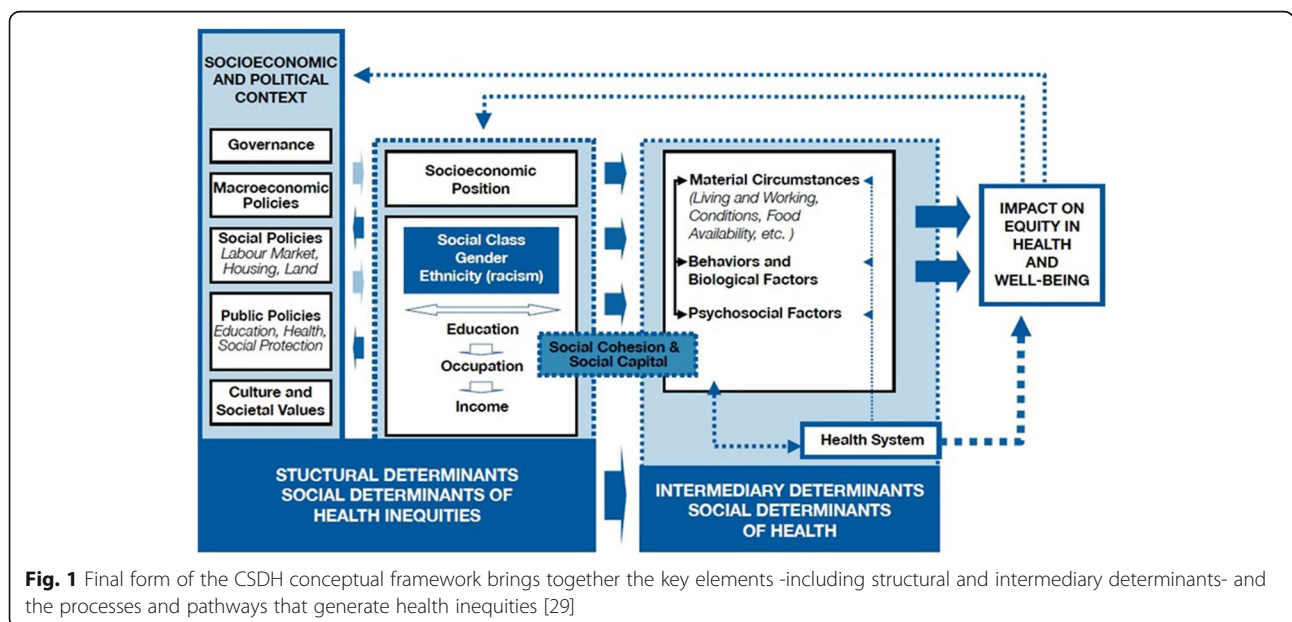 SOCIOECONOMIC
AND POLITICAL
CONTEXT
Governance
Macroeconomic
Policies
Social Policies
Labour Market,
Housing, Land
Public Policies
Education, Health,
Social Protection
Culture and
Societal Values
Socioeconomic
Position
Social Class
Gender
Ethnicity (racism)
Education
Occupation
Income
STUCTURAL DETERMINANTS
SOCIAL DETERMINANTS OF
HEALTH INEQUITIES
Social Cohesion &
Social Capital
Material Circumstances
(Living and Working,
Conditions, Food
Availability, etc. )
Behaviors and
Biological Factors
Psychosocial Factors
Health System
INTERMEDIARY DETERMINANTS
SOCIAL DETERMINANTS
OF HEALTH
IMPACT ON
EQUITY IN
HEALTH
AND
WELL-BEING
Fig. 1 Final form of the CSDH conceptual framework brings together the key elements -including structural and intermediary determinants- and
the processes and pathways that generate health inequities [29]